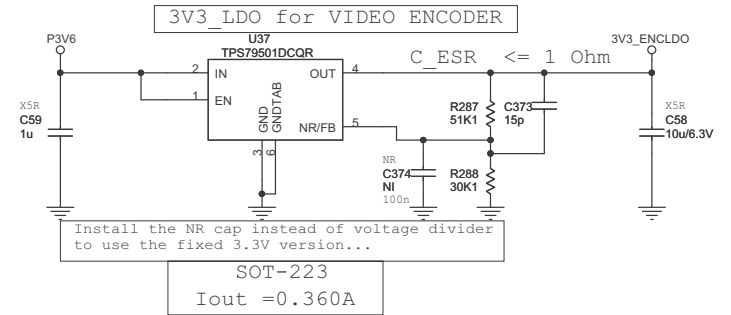 3V3_LDO for VIDEO ENCODER
P3V6
U37
TPS79501DCQR
C_ESR <= 1 Ohm
3V3_ENCLDO
2 IN
OUT 4
1 EN
GND
GNDTAB
NR/FB 5
3
6
X5R
C59
1u
R287
51K1
C373
15p
X5R
C58
10u/6.3V
NR
C374
NI
100n
R288
30K1
Install the NR cap instead of voltage divider
to use the fixed 3.3V version...
SOT-223
Iout =0.360A